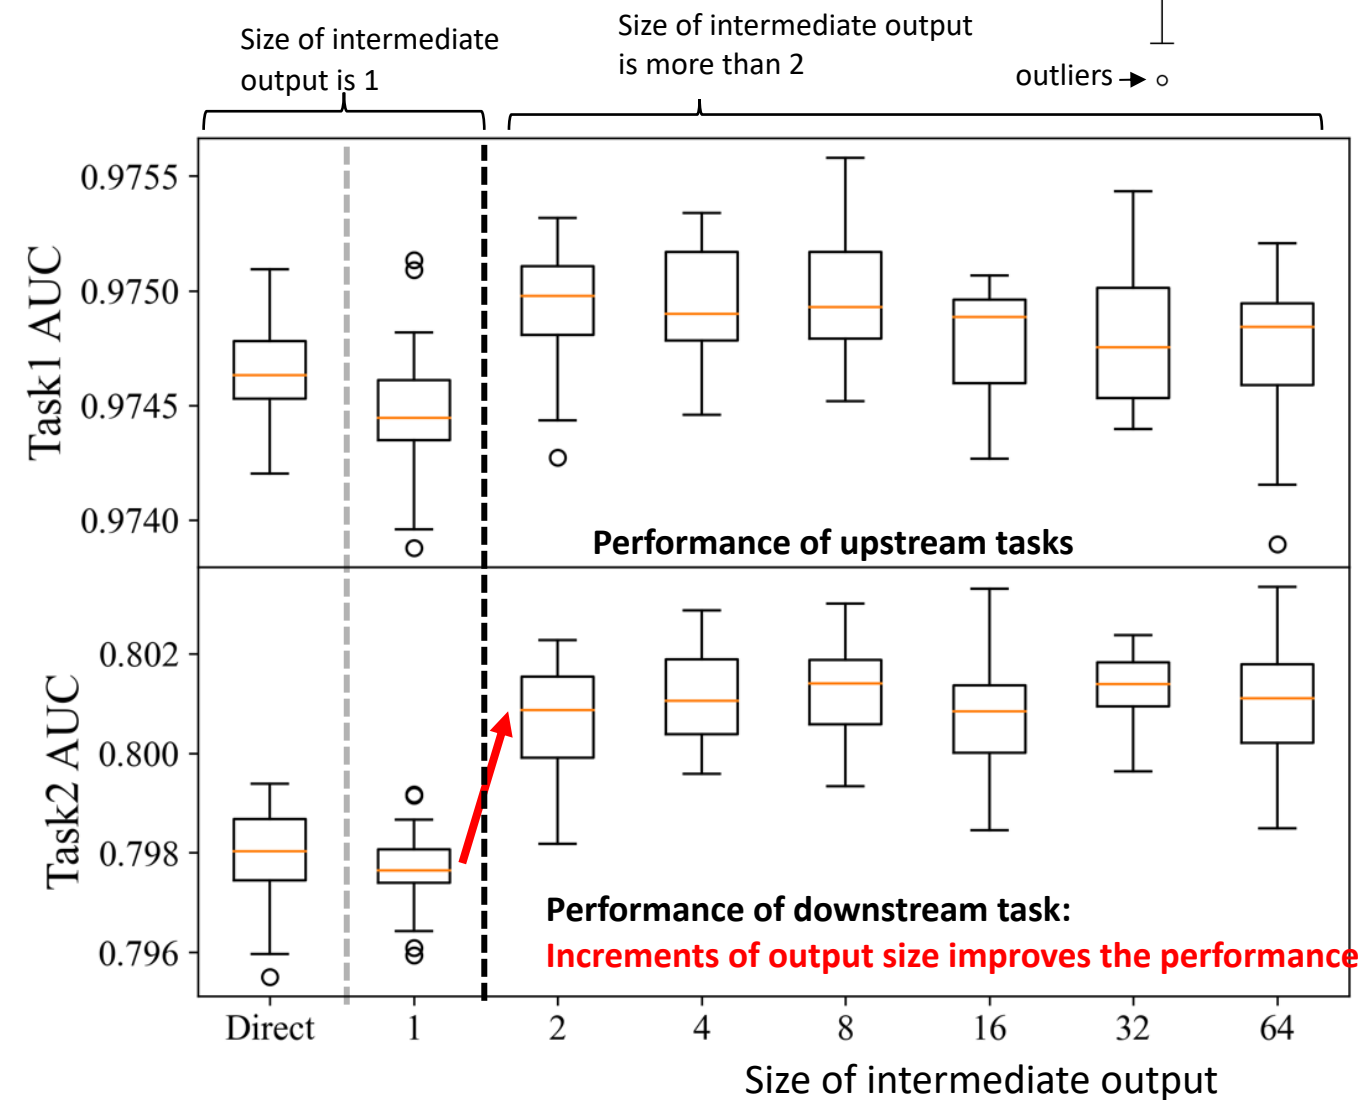 Size of intermediate
output is 1
Size of intermediate output
is more than 2
outliers
Task1 AUC
0.9755
0.9750
0.9745
0.9740
Performance of upstream tasks
Task2 AUC
0.802
0.800
0.798
0.796
Performance of downstream task:
Increments of output size improves the performance
Direct 1 2 4 8 16 32 64
Size of intermediate output